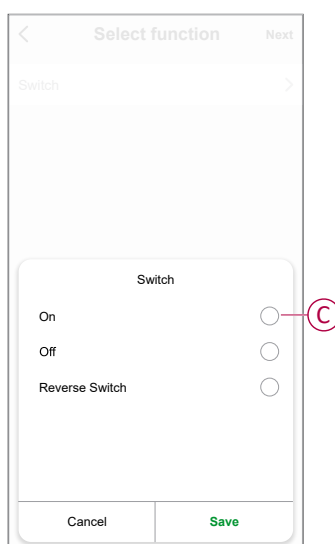 Select function Next
Switch
Switch
On
C
Off
Reverse Switch
Cancel Save